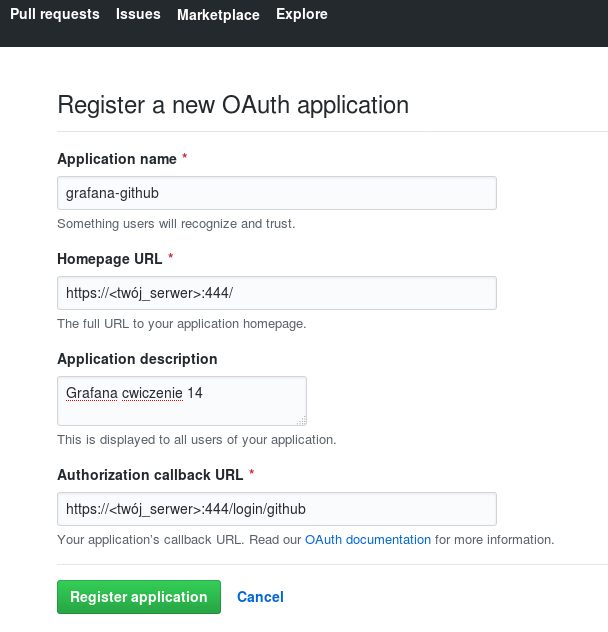 Pull requests Issues Marketplace Explore
Register a new OAuth application
Application name *
grafana-github
Something users will recognize and trust.
Homepage URL *
https://<twój_serwer>:444/
The full URL to your application homepage.
Application description
Grafana cwiczenie 14
This is displayed to all users of your application.
Authorization callback URL *
https://<twój_serwer>:444/login/github
Your application's callback URL. Read our OAuth documentation for more information.
Register application Cancel